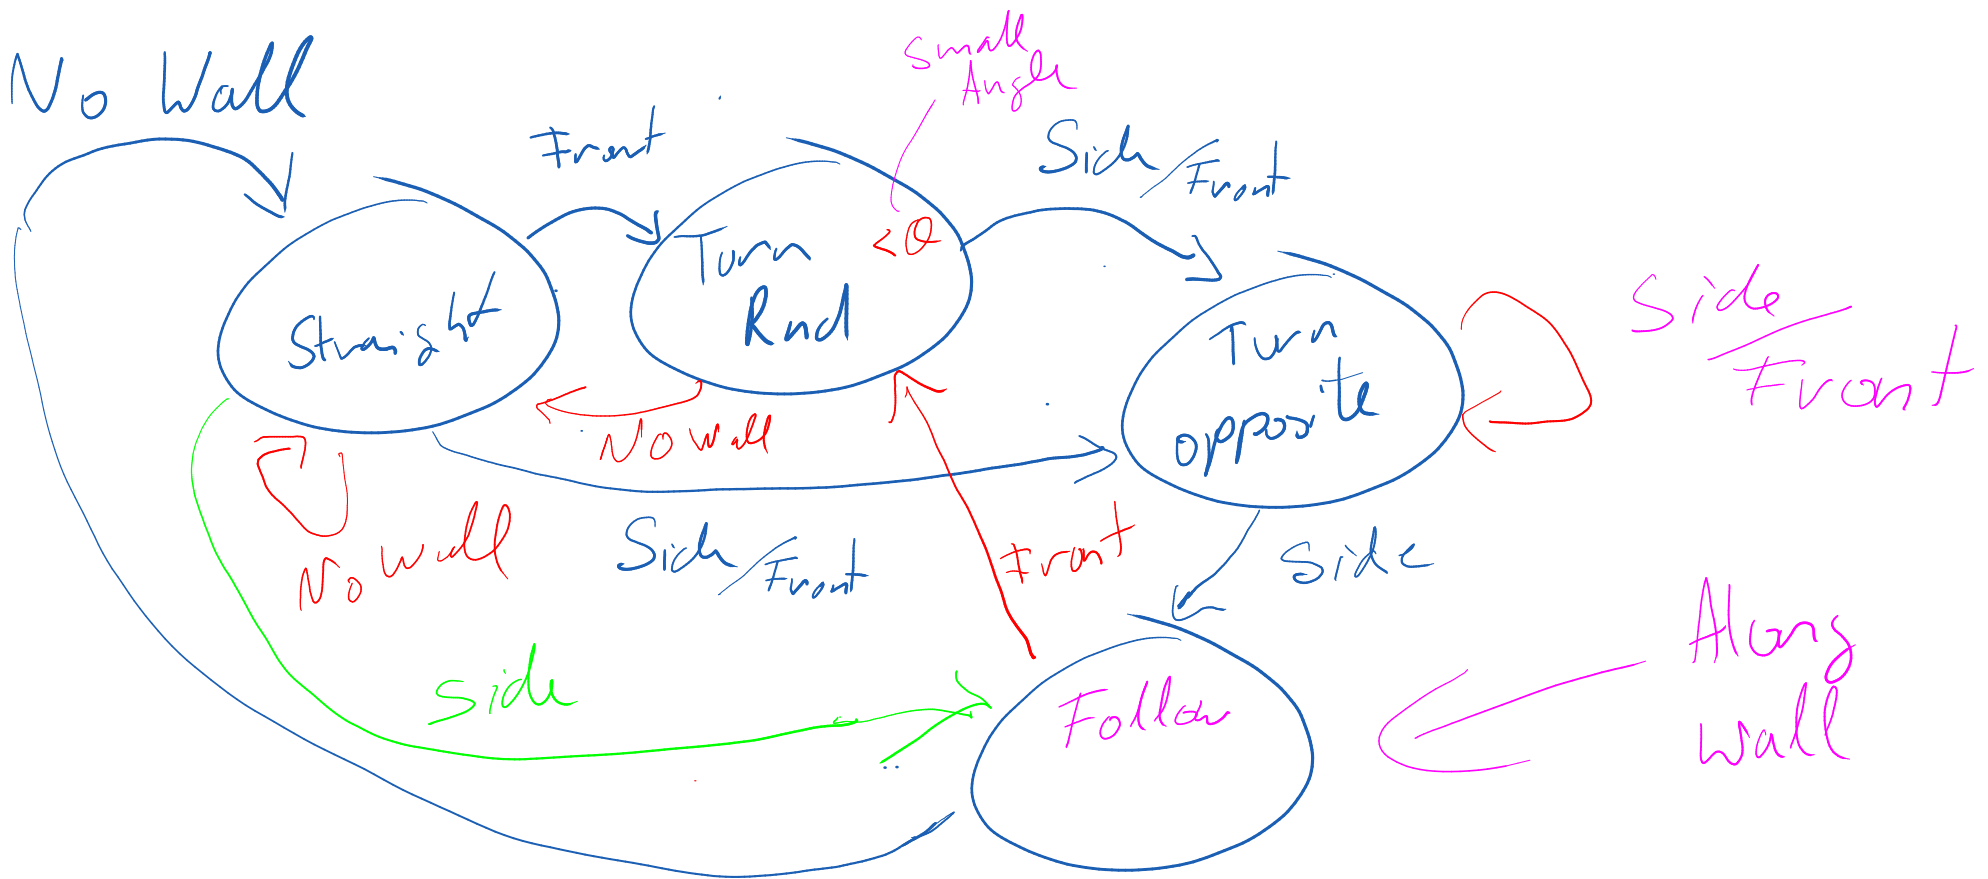 Small
Angle
No Wall
Front
Side/Front
Turn
Rnd
<θ
Straight
Turn
opposite
Side/Front
No Wall
No Wall
Side/Front
Front
Side
Side
Follow
Along
Wall